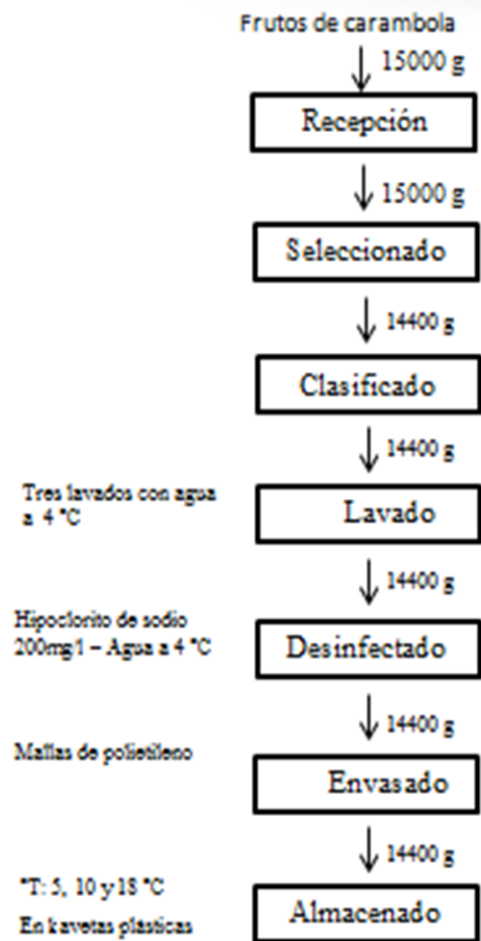 Frutos de carambola
15000 g
Recepción
15000 g
Seleccionado
14400 g
Clasificado
14400 g
Tres lavados con agua
a 4 °C
Lavado
14400 g
Hipoclorito de sodio
200mg/l – Agua a 4 °C
Desinfectado
14400 g
Mallas de polietileno
Envasado
14400 g
°T: 5, 10 y 18 °C
En kavetas plásticas
Almacenado